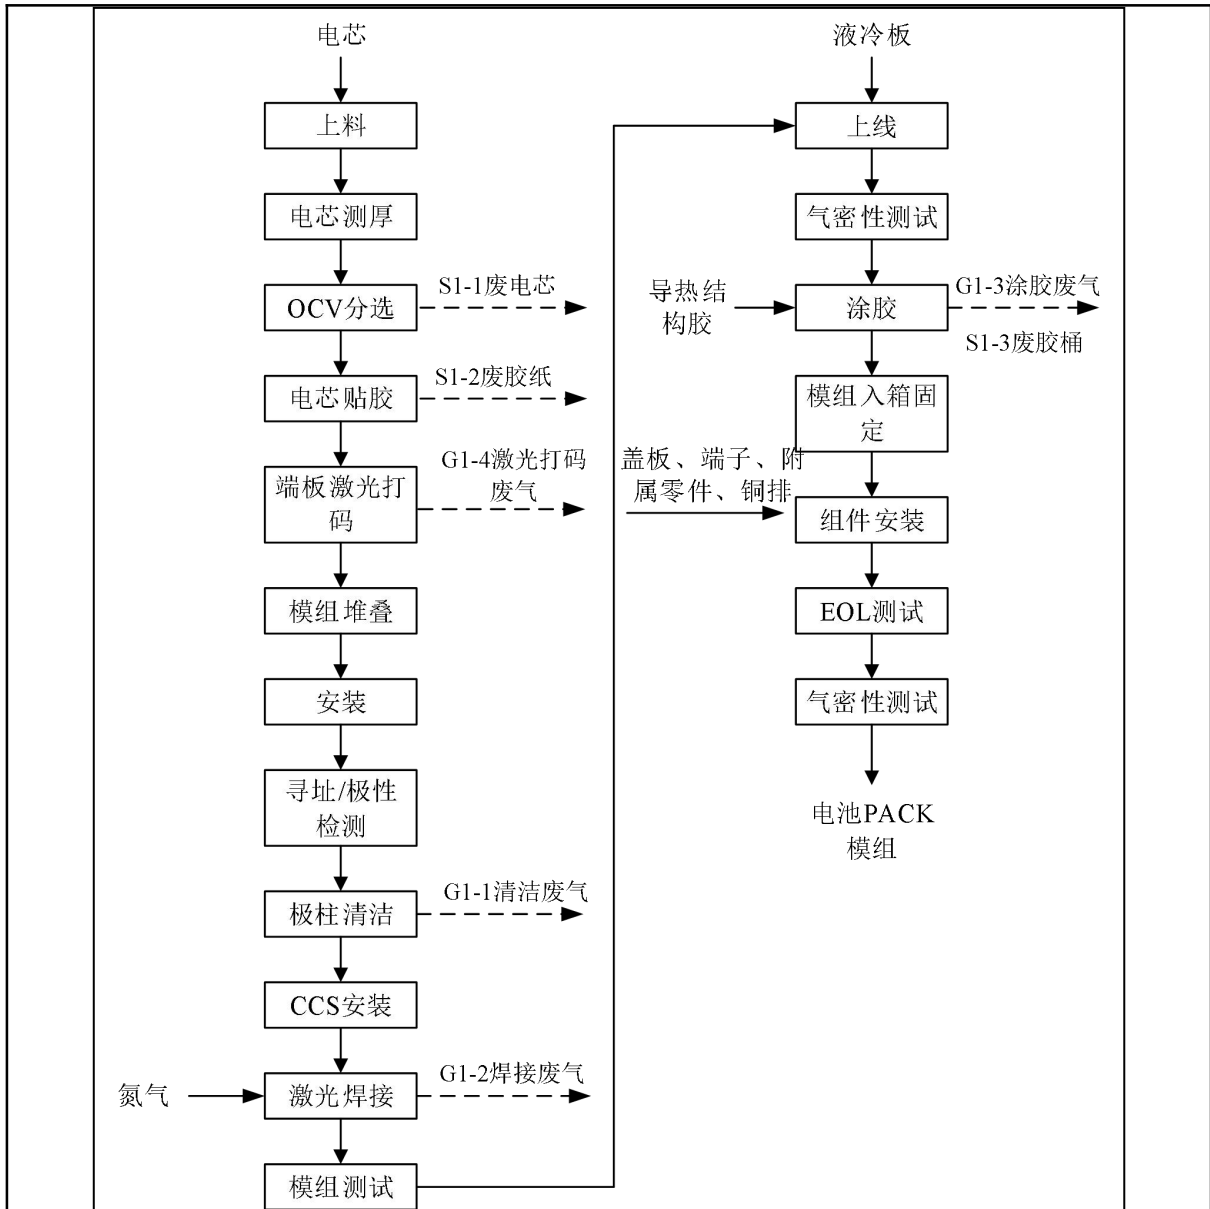 电芯
上料
电芯测厚
OCV分选
S1-1废电芯
电芯贴胶
S1-2废胶纸
端板激光打
码
G1-4激光打码
废气
模组堆叠
安装
寻址/极性
检测
极柱清洁
G1-1清洁废气
CCS安装
氮气
激光焊接
G1-2焊接废气
模组测试
液冷板
上线
气密性测试
导热结
构胶
涂胶
G1-3涂胶废气
S1-3废胶桶
模组入箱固
定
盖板、端子、附
属零件、铜排
组件安装
EOL测试
气密性测试
电池PACK
模组